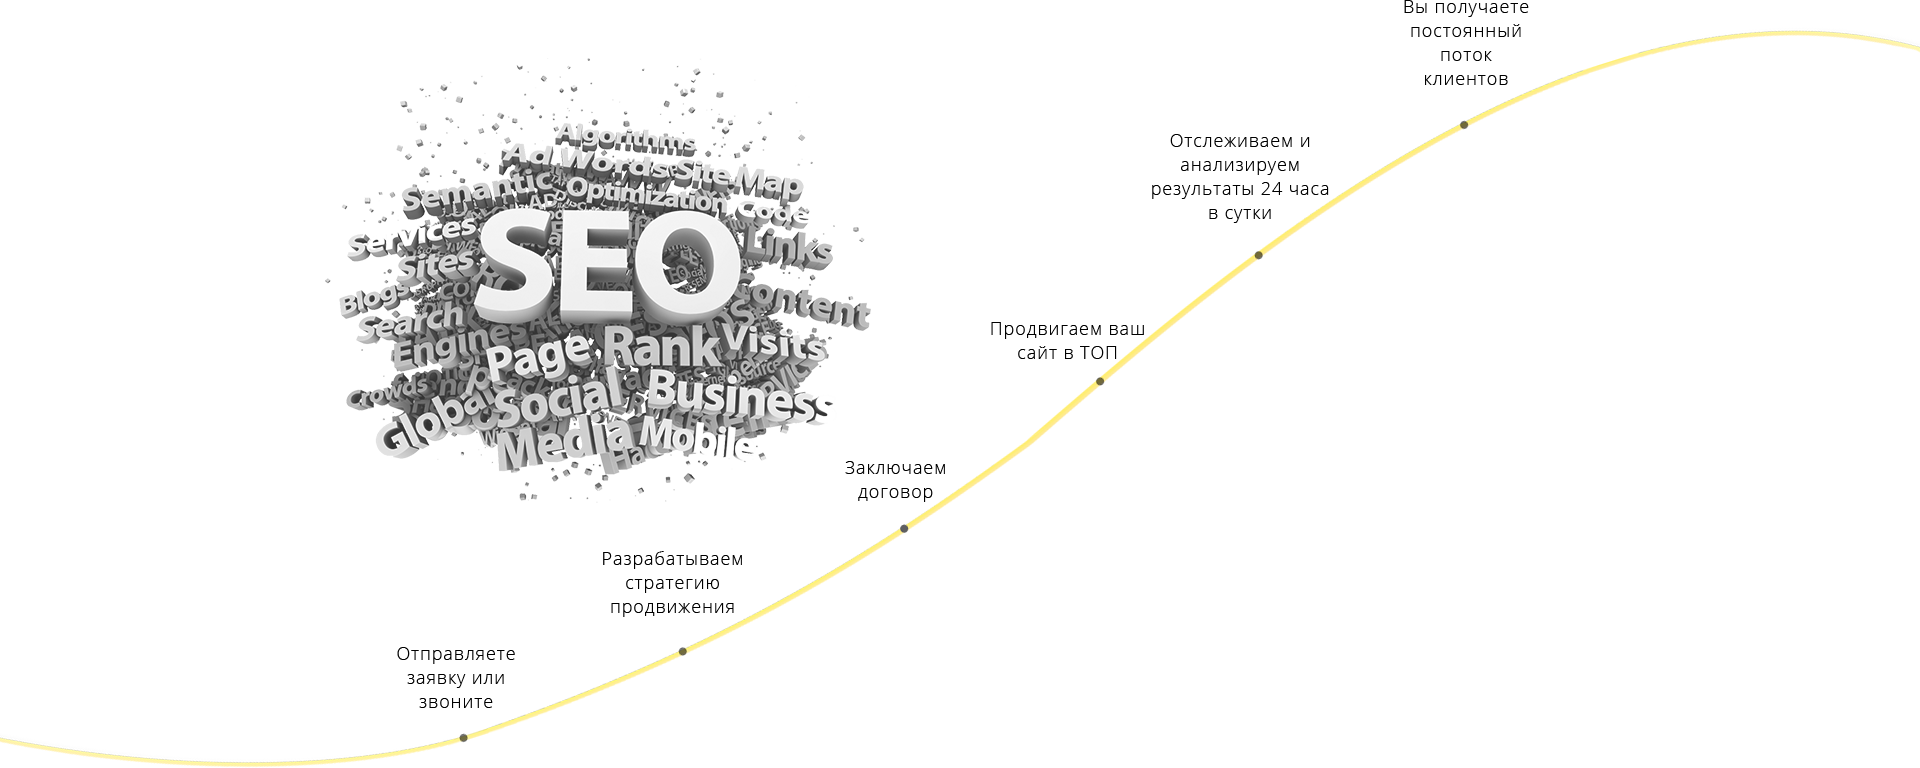 Вы получаете
постоянный
поток
клиентов
Отслеживаем и
анализируем
результаты 24 часа
в сутки
Продвигаем ваш
сайт в ТОП
Заключаем
договор
Разрабатываем
стратегию
продвижения
Отправляете
заявку или
звоните
Algorithms
Ad Words Site Map
Semantic Optimization Code
Services
SEO
Links
Sites
Blogs
Content
Search
Engines
Page Rank Visits
Crowds
Global
Social Business
Media Mobile